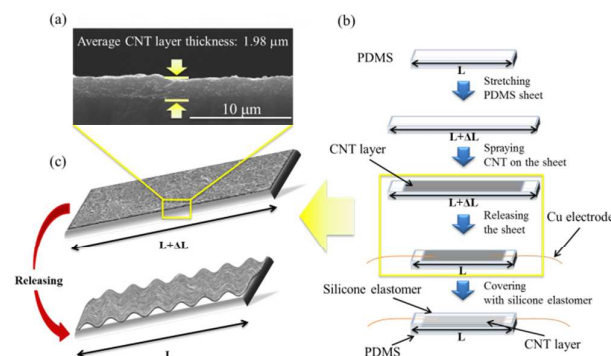 (a)
Average CNT layer thickness: 1.98 μm
10 μm
(c)
L+ΔL
Releasing
L
(b)
PDMS
L
Stretching
PDMS sheet
L+ΔL
Spraying
CNT on the sheet
CNT layer
L+ΔL
Releasing
the sheet
Cu electrode
L
Silicone elastomer
Covering
with silicone elastomer
L
PDMS
CNT layer